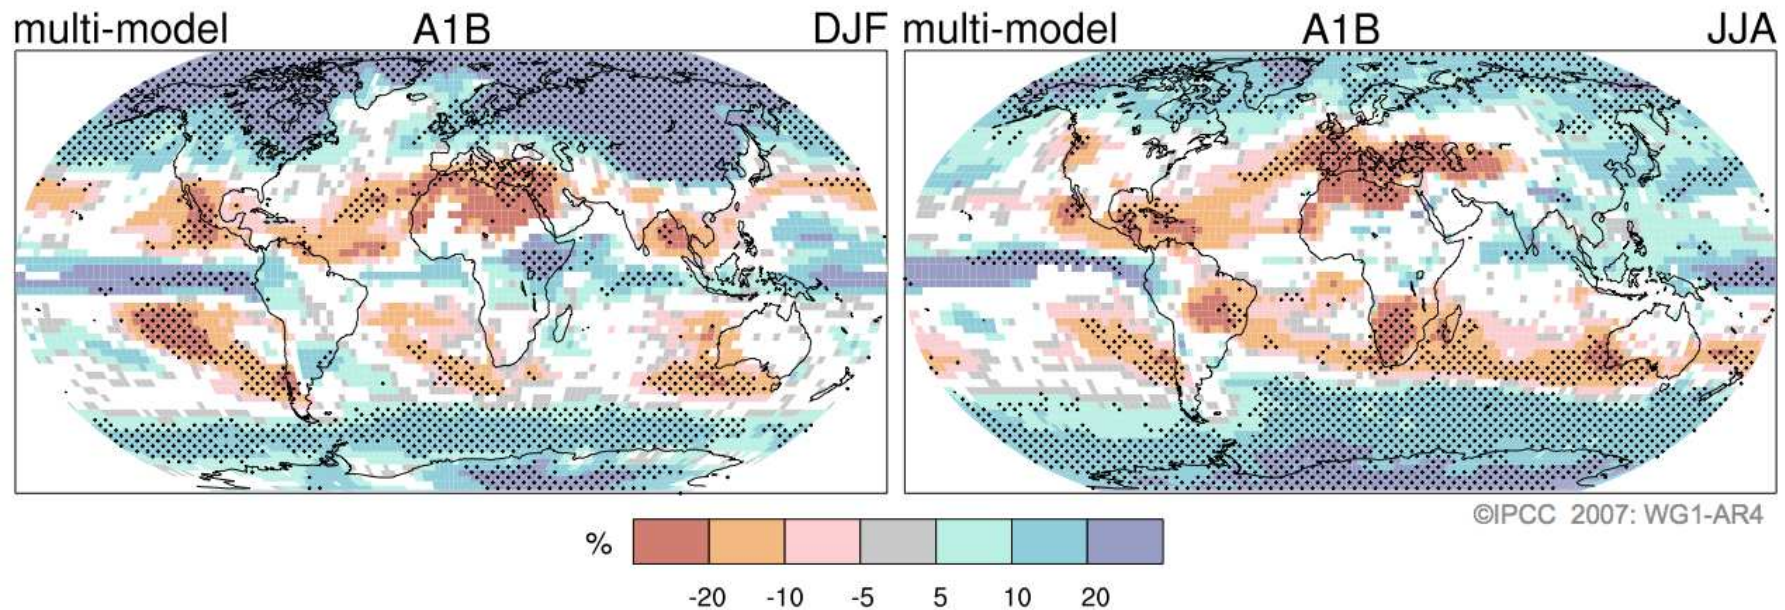 multi-model A1B DJF
multi-model A1B JJA
©IPCC 2007: WG1-AR4
%
-20 -10 -5 5 10 20